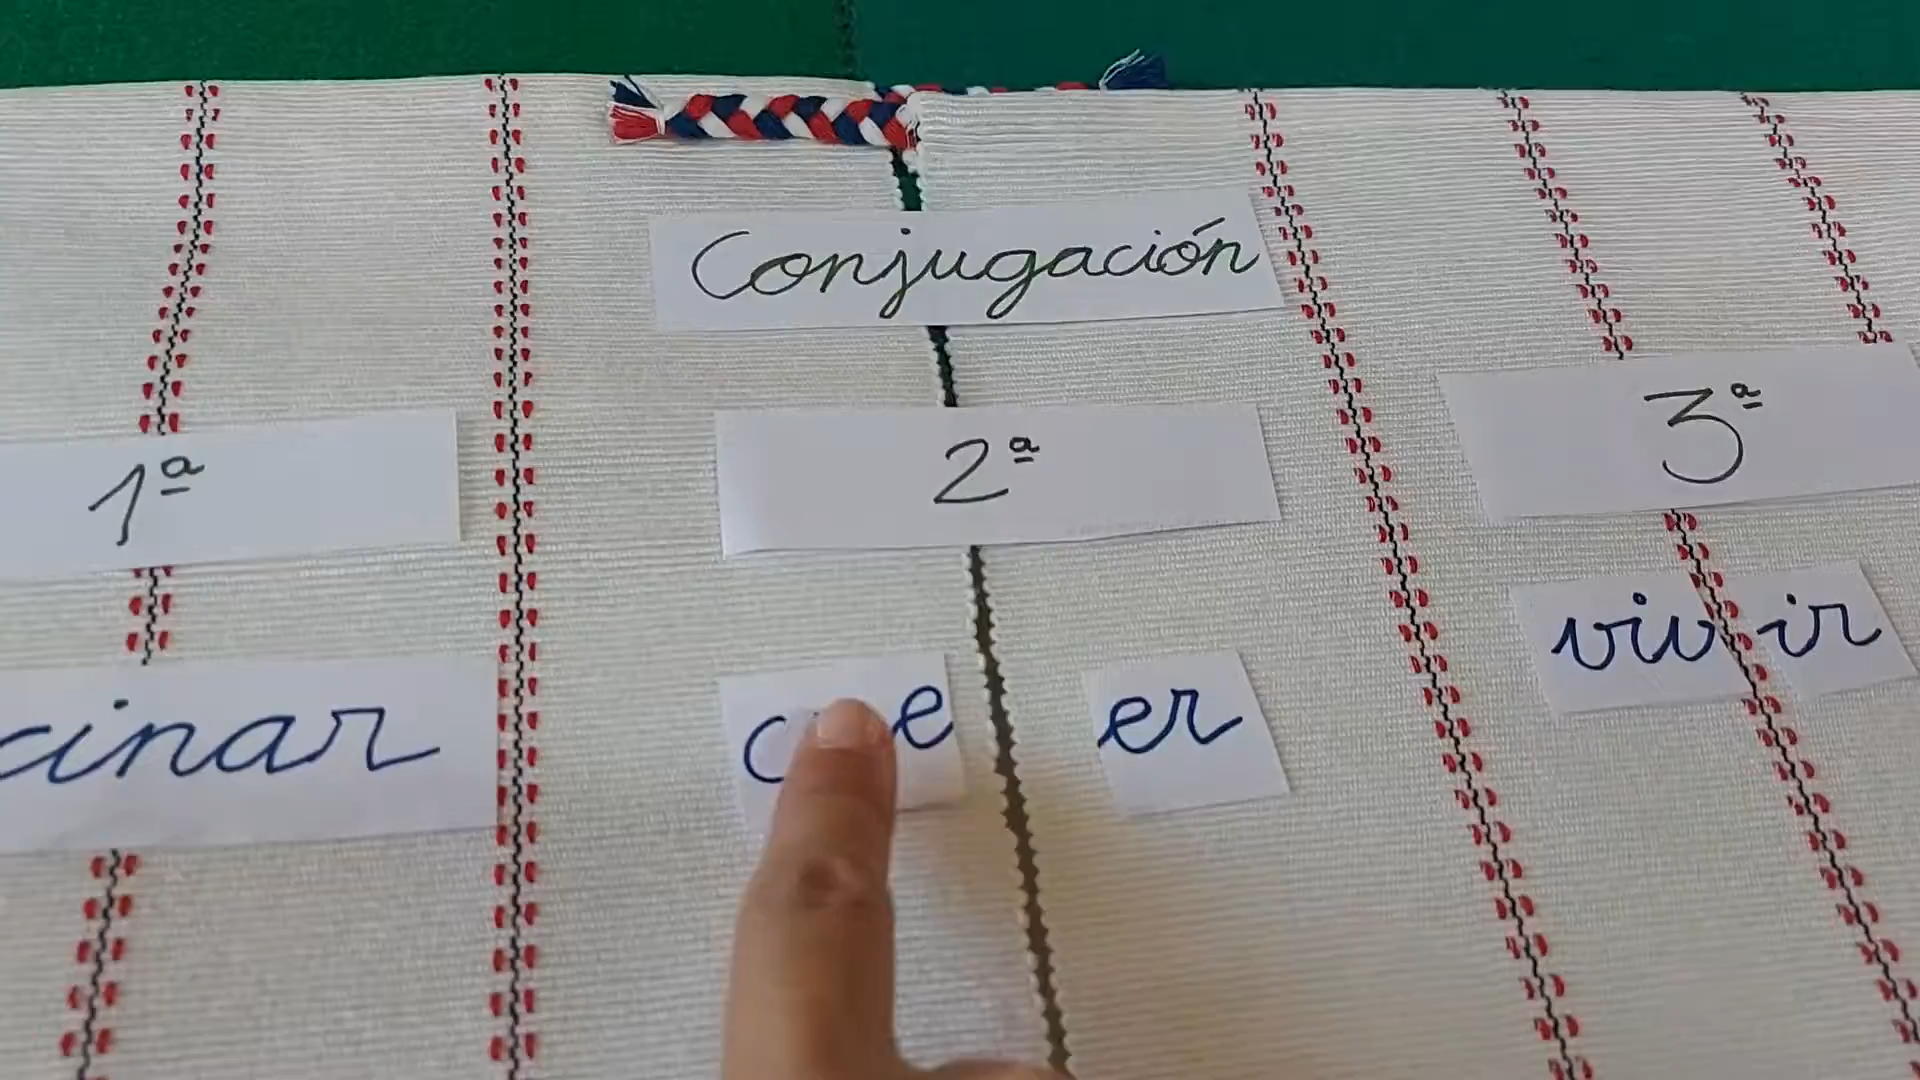 Conjugación
1ª 2ª 3ª
viv ir
cinar er